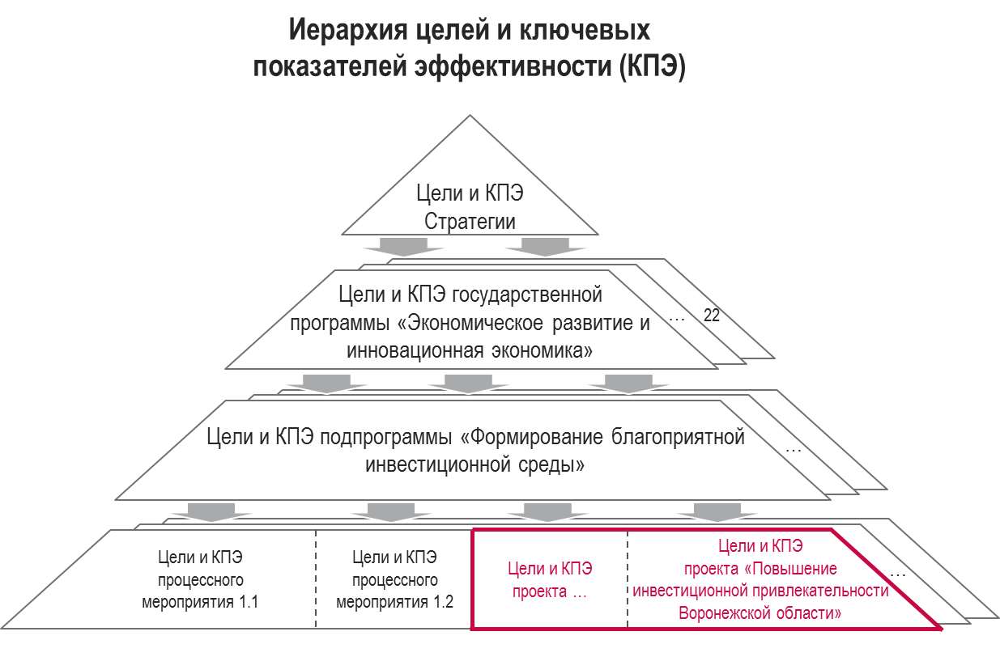 Иерархия целей и ключевых
показателей эффективности (КПЭ)
Цели и КПЭ
Стратегии
Цели и КПЭ государственной
программы «Экономическое развитие и
инновационная экономика»
… 22
Цели и КПЭ подпрограммы «Формирование благоприятной
инвестиционной среды»
…
Цели и КПЭ
процессного
мероприятия 1.1
Цели и КПЭ
процессного
мероприятия 1.2
Цели и КПЭ
проекта …
Цели и КПЭ
проекта «Повышение
инвестиционной привлекательности
Воронежской области»
…